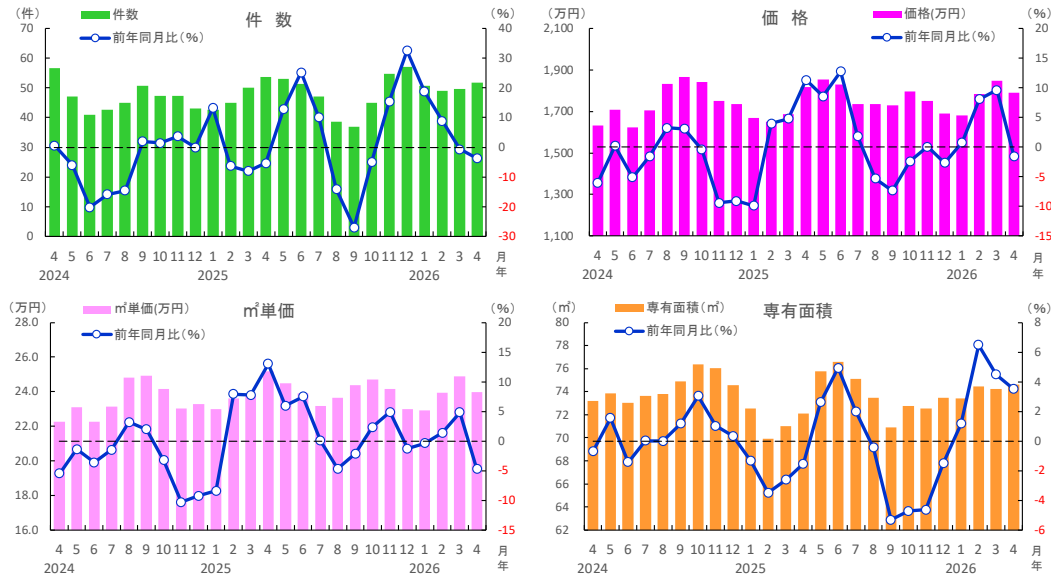 （件） 件 数 （%）
件数
前年同月比（%）
70 40
60 30
50 20
40 10
30 0
20 -10
10 -20
0 -30
4 5 6 7 8 9 10 11 12 1 2 3 4 5 6 7 8 9 10 11 12 1 2 3 4 月
2024 2025 2026 年
（万円） 価 格 （%）
価格(万円)
前年同月比（%）
2,100 20
1,900 15
1,700 10
1,500 5
1,300 0
1,100 -5
-10
-15
4 5 6 7 8 9 10 11 12 1 2 3 4 5 6 7 8 9 10 11 12 1 2 3 4 月
2024 2025 2026 年
（万円） ㎡単価 （%）
㎡単価(万円)
前年同月比（%）
28.0 20
26.0 15
24.0 10
22.0 5
20.0 0
18.0 -5
16.0 -10
-15
4 5 6 7 8 9 10 11 12 1 2 3 4 5 6 7 8 9 10 11 12 1 2 3 4 月
2024 2025 2026 年
（㎡） 専有面積 （%）
専有面積（㎡）
前年同月比（%）
80 8
78 6
76 4
74 2
72 0
70 -2
68 -4
66 -6
64
62
4 5 6 7 8 9 10 11 12 1 2 3 4 5 6 7 8 9 10 11 12 1 2 3 4 月
2024 2025 2026 年